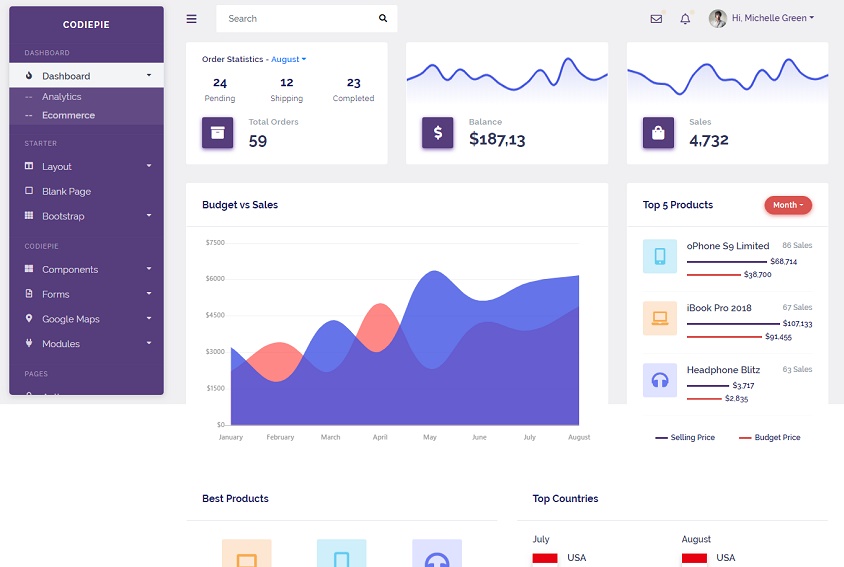 CODIEPIE
Search
Hi, Michelle Green
DASHBOARD
Dashboard
-- Analytics
-- Ecommerce
STARTER
Layout
Blank Page
Bootstrap
CODIEPIE
Components
Forms
Google Maps
Modules
PAGES
Order Statistics - August
24 12 23
Pending Shipping Completed
Total Orders
59
Balance
$187,13
Sales
4,732
Budget vs Sales
$7500
$6000
$4500
$3000
$1500
$0
January February March April May June July August
Top 5 Products
Month
oPhone S9 Limited 86 Sales
$68,714
$38,700
iBook Pro 2018 67 Sales
$107,133
$91,455
Headphone Blitz 63 Sales
$3,717
$2,835
Selling Price Budget Price
Best Products
Top Countries
July August
USA USA